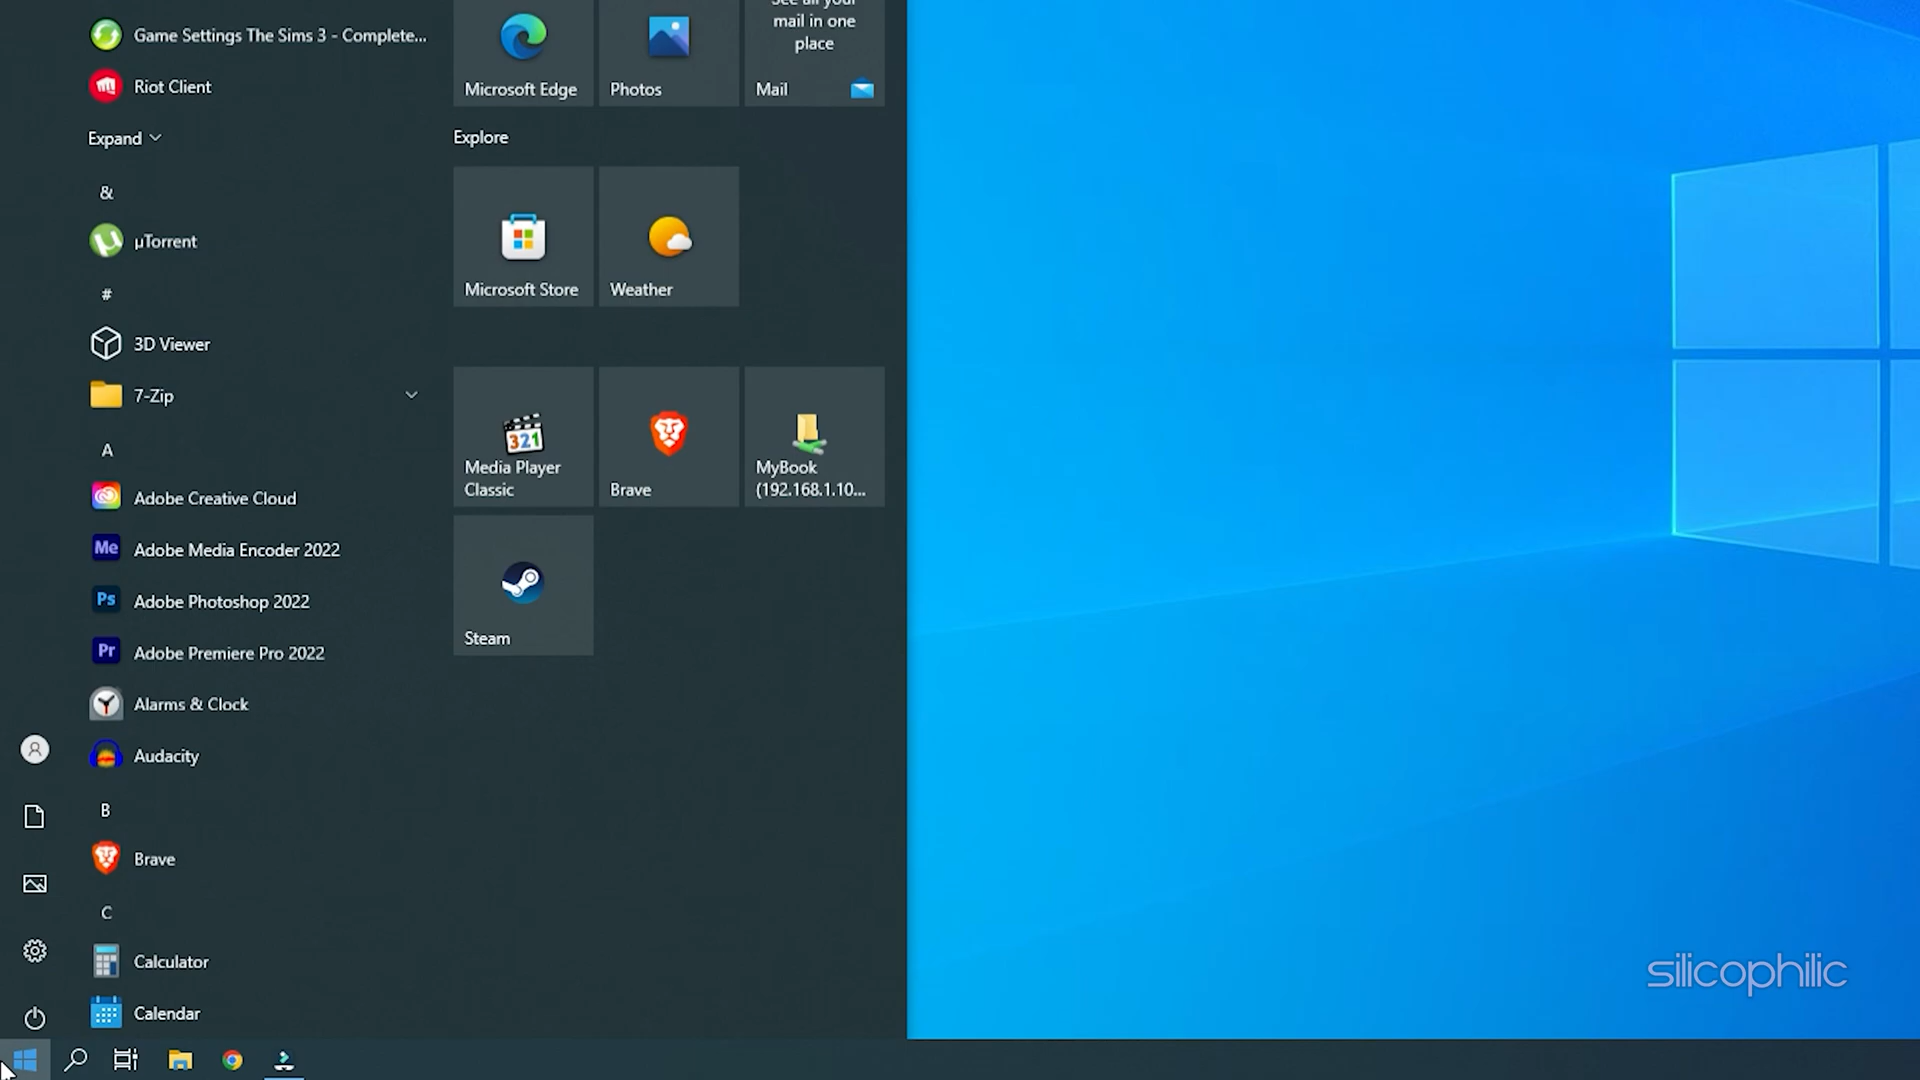 Game Settings The Sims 3 - Complete...
Riot Client
Expand
&
µTorrent
#
3D Viewer
7-Zip
A
Adobe Creative Cloud
Me
Adobe Media Encoder 2022
Ps
Adobe Photoshop 2022
Pr
Adobe Premiere Pro 2022
Alarms & Clock
Audacity
B
Brave
C
Calculator
Calendar
See all your
mail in one
place
Microsoft Edge
Photos
Mail
Explore
Microsoft Store
Weather
321
Media Player
Classic
Brave
MyBook
(192.168.1.10...
Steam
silicophilic